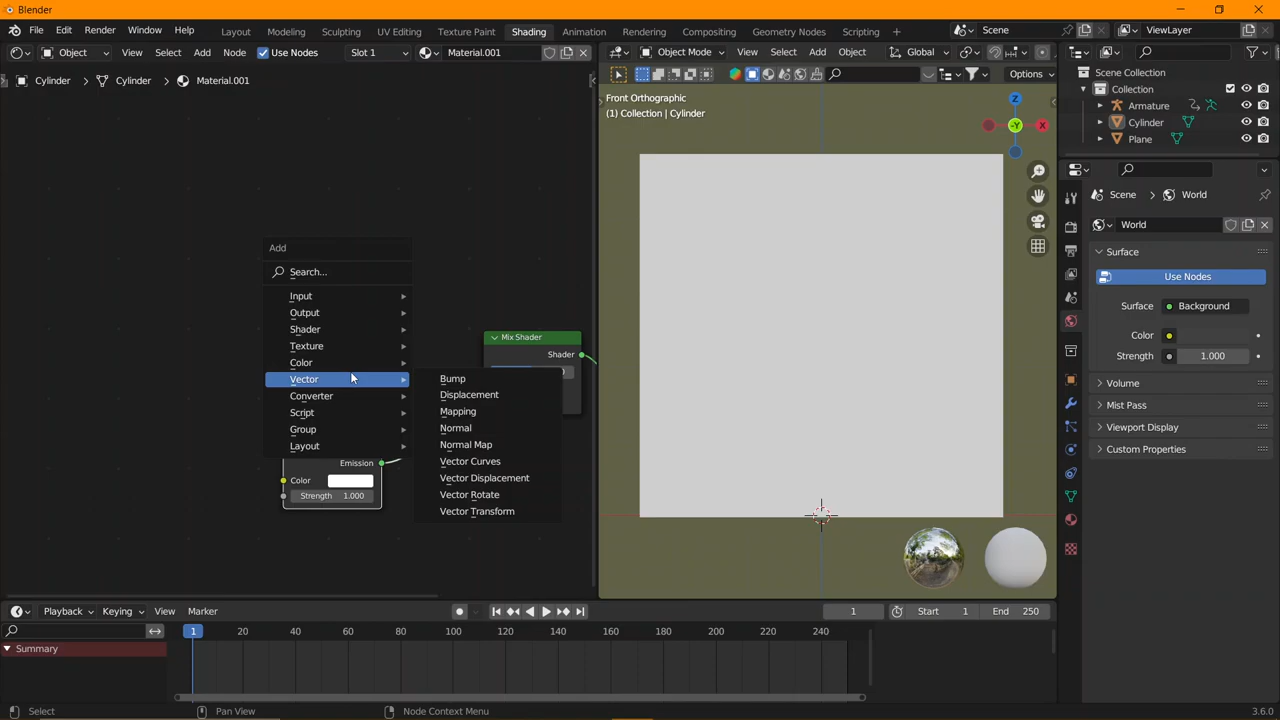 Blender
File Edit Render Window Help Layout Modeling Sculpting UV Editing Texture Paint Shading Animation Rendering Compositing Geometry Nodes Scripting + Scene ViewLayer
Object View Select Add Node Use Nodes Slot 1 Material.001 Object Mode View Select Add Object Global
Cylinder > Cylinder > Material.001 Options
Front Orthographic
(1) Collection | Cylinder
Z
-Y
X
Scene Collection
Collection
Armature
Cylinder
Plane
Scene > World
World
Surface
Use Nodes
Surface Background
Color
Strength 1.000
Volume
Mist Pass
Viewport Display
Custom Properties
Add
Search...
Input
Output
Shader
Texture
Color
Vector
Converter
Script
Group
Layout
Bump
Displacement
Mapping
Normal
Normal Map
Vector Curves
Vector Displacement
Vector Rotate
Vector Transform
Mix Shader
Shader
Emission
Color
Strength 1.000
Playback Keying View Marker 1 Start 1 End 250
1 20 40 60 80 100 120 140 160 180 200 220 240
Summary
Select Pan View Node Context Menu 3.6.0